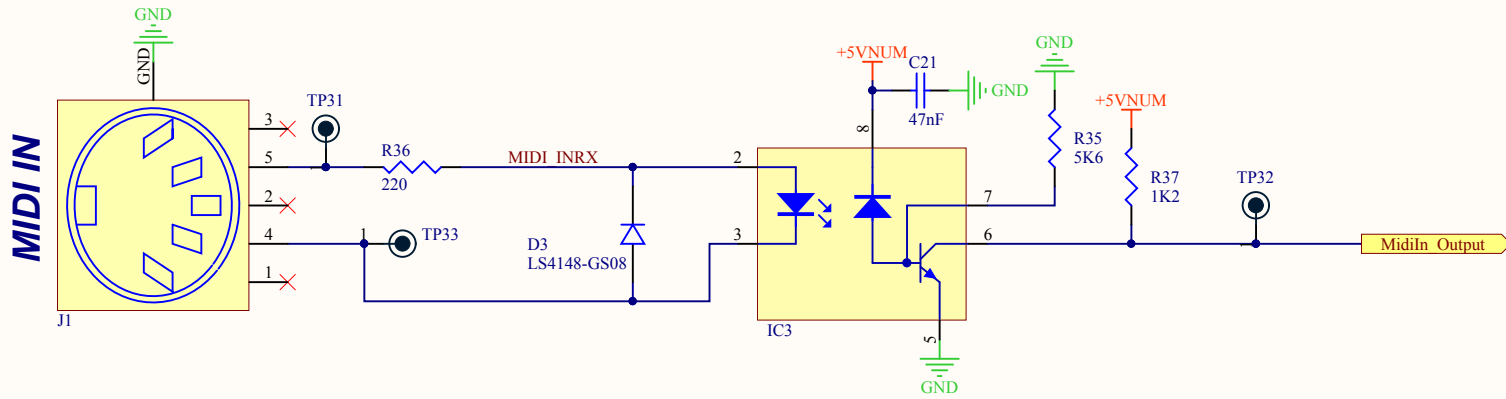 MIDI IN
GND
GND
3
5
2
4
1
J1
TP31
R36
220
MIDI_INRX
1
TP33
D3
LS4148-GS08
2
3
+5VNUM
C21
47nF
GND
8
IC3
5
GND
7
6
GND
R35
5K6
+5VNUM
R37
1K2
TP32
MidiIn_Output